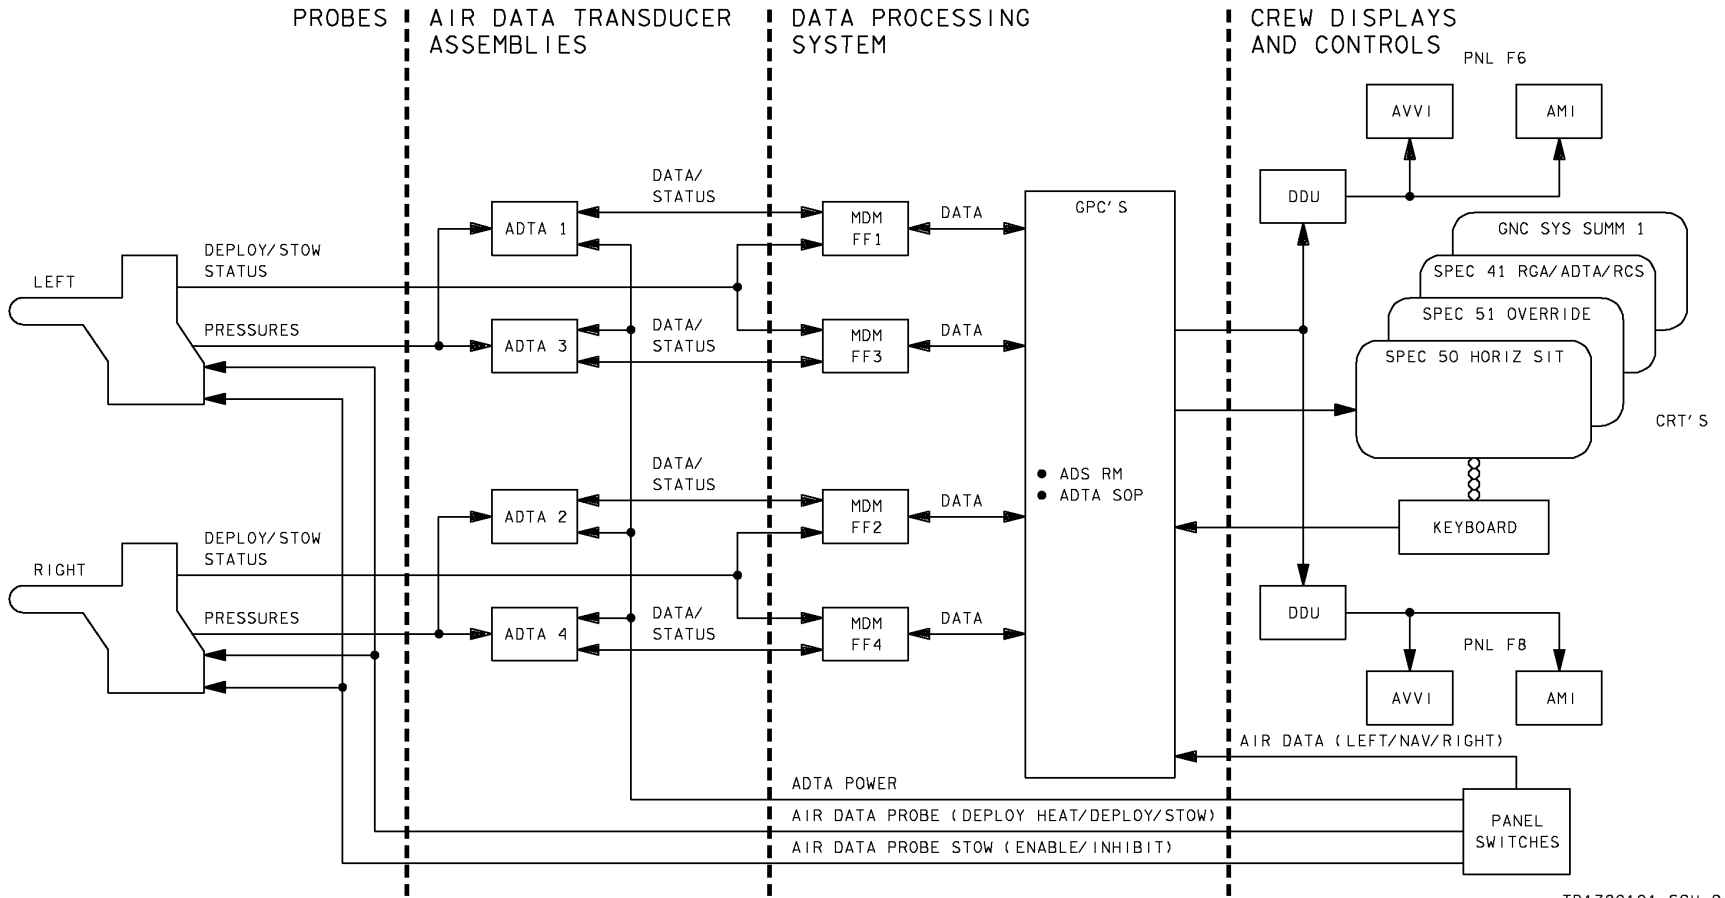 PROBES
AIR DATA TRANSDUCER
ASSEMBLIES
DATA PROCESSING
SYSTEM
CREW DISPLAYS
AND CONTROLS
PNL F6
AVVI
AMI
DDU
DATA/
STATUS
ADTA 1
MDM
FF1
DATA
GPC'S
GNC SYS SUMM 1
SPEC 41 RGA/ADTA/RCS
SPEC 51 OVERRIDE
SPEC 50 HORIZ SIT
CRT'S
LEFT
DEPLOY/STOW
STATUS
PRESSURES
ADTA 3
DATA/
STATUS
MDM
FF3
DATA
• ADS RM
• ADTA SOP
KEYBOARD
DATA/
STATUS
ADTA 2
MDM
FF2
DATA
RIGHT
DEPLOY/STOW
STATUS
PRESSURES
ADTA 4
DATA/
STATUS
MDM
FF4
DATA
DDU
PNL F8
AVVI
AMI
AIR DATA (LEFT/NAV/RIGHT)
ADTA POWER
AIR DATA PROBE (DEPLOY HEAT/DEPLOY/STOW)
AIR DATA PROBE STOW (ENABLE/INHIBIT)
PANEL
SWITCHES